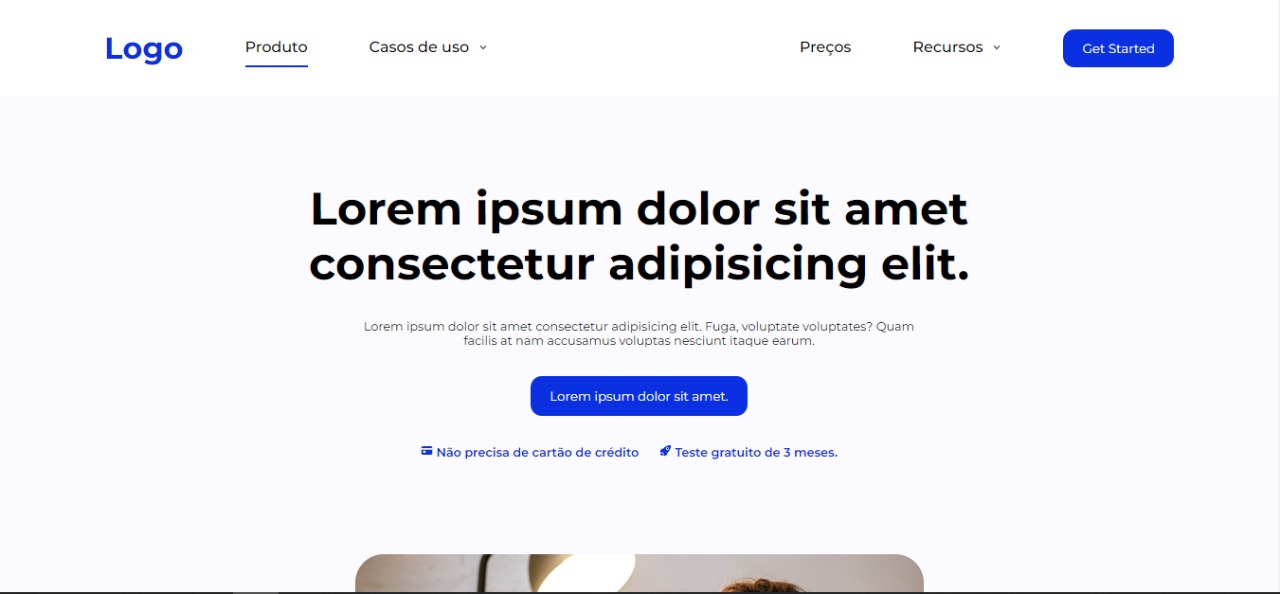 Logo
Produto
Casos de uso
Preços
Recursos
Get Started
Lorem ipsum dolor sit amet
consectetur adipisicing elit.
Lorem ipsum dolor sit amet consectetur adipisicing elit. Fuga, voluptate voluptates? Quam
facilis at nam accusamus voluptas nesciunt itaque earum.
Lorem ipsum dolor sit amet.
Não precisa de cartão de crédito
Teste gratuito de 3 meses.